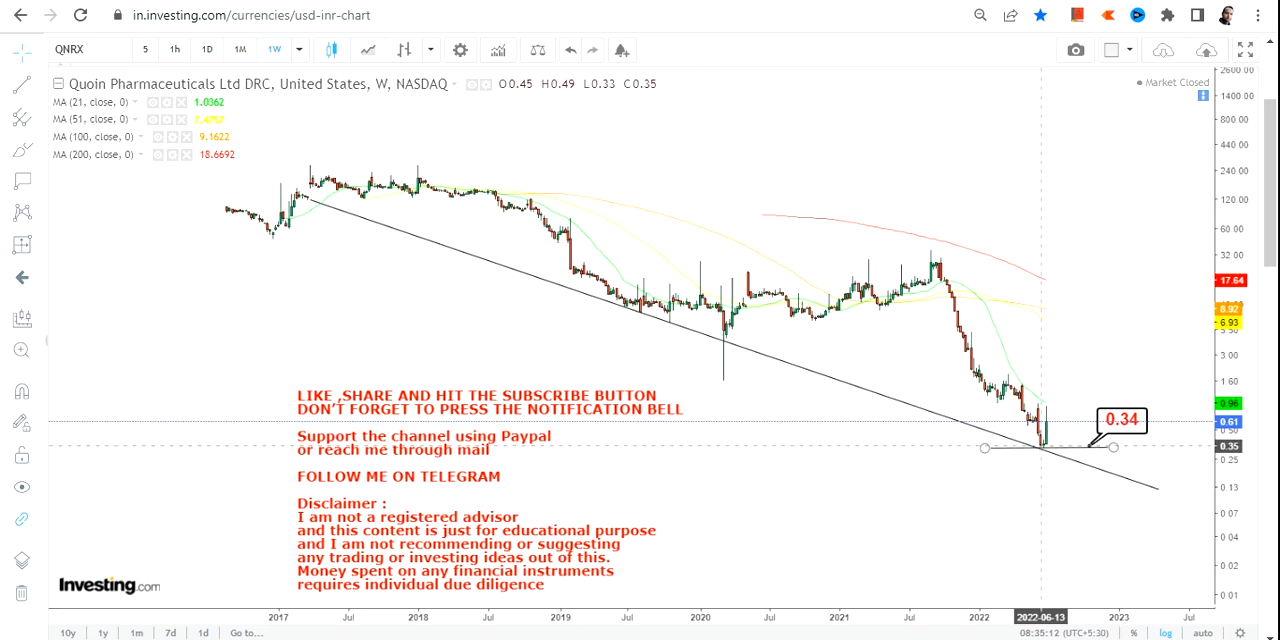 in.investing.com/currencies/usd-inr-chart
QNRX 5 1h 1D 1M 1W
Quoin Pharmaceuticals Ltd DRC, United States, W, NASDAQ O0.45 H0.49 L0.33 C0.35
Market Closed
MA (21, close, 0) 1.0362
MA (51, close, 0)
MA (100, close, 0) 9.1622
MA (200, close, 0) 18.6692
2600.00
1400.00
800.00
440.00
240.00
120.00
60.00
32.00
17.64
8.92
6.93
3.00
1.60
0.96
0.61
0.35
0.25
0.13
0.07
0.04
0.02
0.01
0.34
LIKE ,SHARE AND HIT THE SUBSCRIBE BUTTON
DON'T FORGET TO PRESS THE NOTIFICATION BELL
Support the channel using Paypal
or reach me through mail
FOLLOW ME ON TELEGRAM
Disclaimer :
I am not a registered advisor
and this content is just for educational purpose
and I am not recommending or suggesting
any trading or investing ideas out of this.
Money spent on any financial instruments
requires individual due diligence
Investing.com
2017 Jul 2018 Jul 2019 Jul 2020 Jul 2021 Jul 2022 2022-06-13 2023 Jul
10y 1y 1m 7d 1d Go to... 08:35:12 (UTC+5:30) % log auto